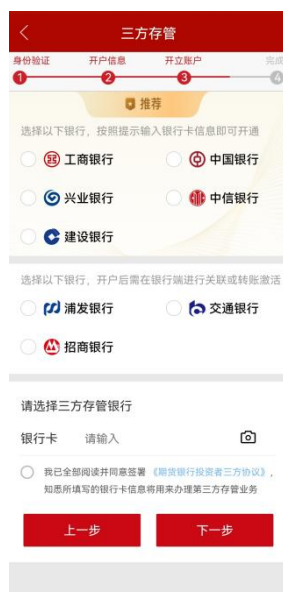 三方存管
身份验证 开户信息 开立账户 完成
1 2 3 4
推荐
选择以下银行，按照提示输入银行卡信息即可开通
工商银行 中国银行
兴业银行 中信银行
建设银行
选择以下银行，开户后需在银行端进行关联或转账激活
浦发银行 交通银行
招商银行
请选择三方存管银行
银行卡 请输入
我已全部阅读并同意签署《期货银行投资者三方协议》，
知悉所填写的银行卡信息将用来办理第三方存管业务
上一步 下一步